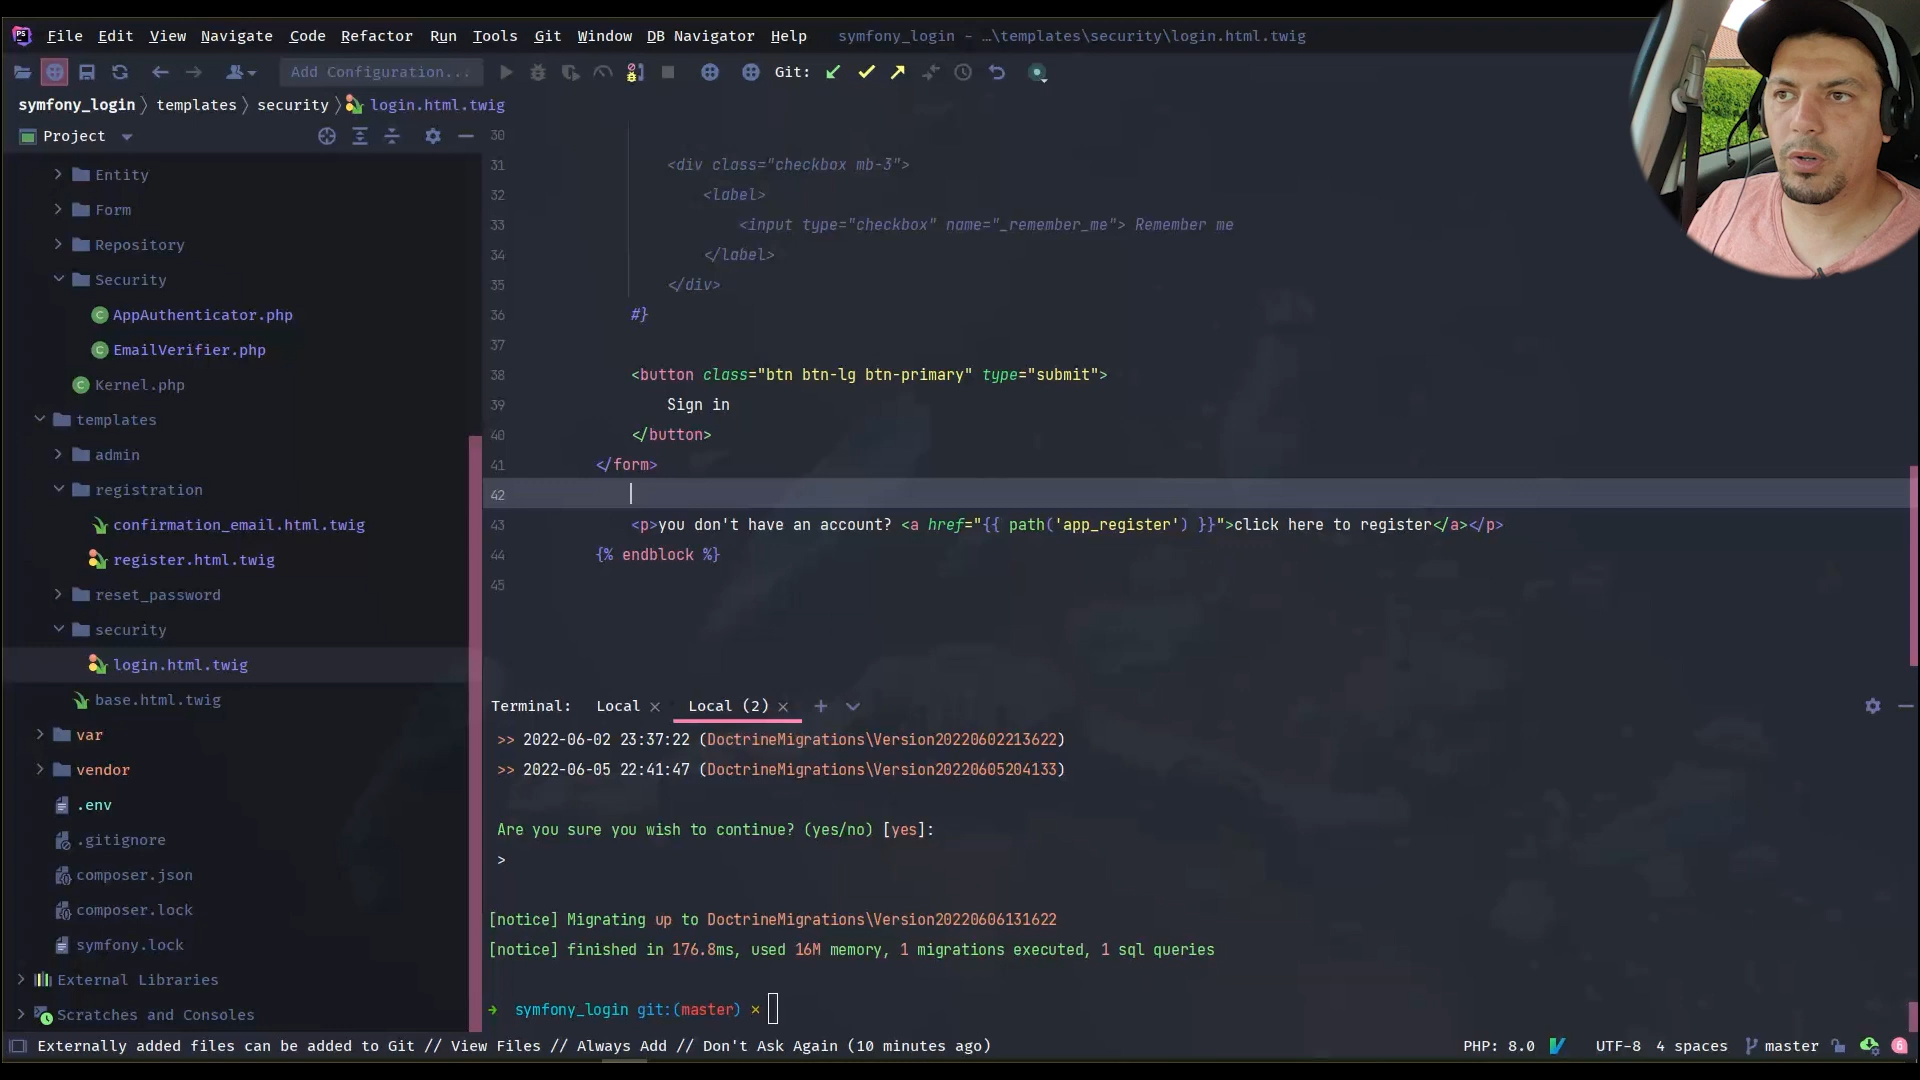 PS File Edit View Navigate Code Refactor Run Tools Git Window DB Navigator Help symfony_login - …\templates\security\login.html.twig
Add Configuration... Git:
symfony_login templates security login.html.twig
Project
Entity
Form
Repository
Security
AppAuthenticator.php
EmailVerifier.php
Kernel.php
templates
admin
registration
confirmation_email.html.twig
register.html.twig
reset_password
security
login.html.twig
base.html.twig
var
vendor
.env
.gitignore
composer.json
composer.lock
symfony.lock
External Libraries
Scratches and Consoles
30
31 <div class="checkbox mb-3">
32 <label>
33 <input type="checkbox" name="_remember_me"> Remember me
34 </label>
35 </div>
36 #}
37
38 <button class="btn btn-lg btn-primary" type="submit">
39 Sign in
40 </button>
41 </form>
42
43 <p>you don't have an account? <a href="{{ path('app_register') }}">click here to register</a></p>
44 {% endblock %}
45
Terminal: Local Local (2)
>> 2022-06-02 23:37:22 (DoctrineMigrations\Version20220602213622)
>> 2022-06-05 22:41:47 (DoctrineMigrations\Version20220605204133)
Are you sure you wish to continue? (yes/no) [yes]:
>
[notice] Migrating up to DoctrineMigrations\Version20220606131622
[notice] finished in 176.8ms, used 16M memory, 1 migrations executed, 1 sql queries
→ symfony_login git:(master) ×
Externally added files can be added to Git // View Files // Always Add // Don't Ask Again (10 minutes ago) PHP: 8.0 UTF-8 4 spaces master 6